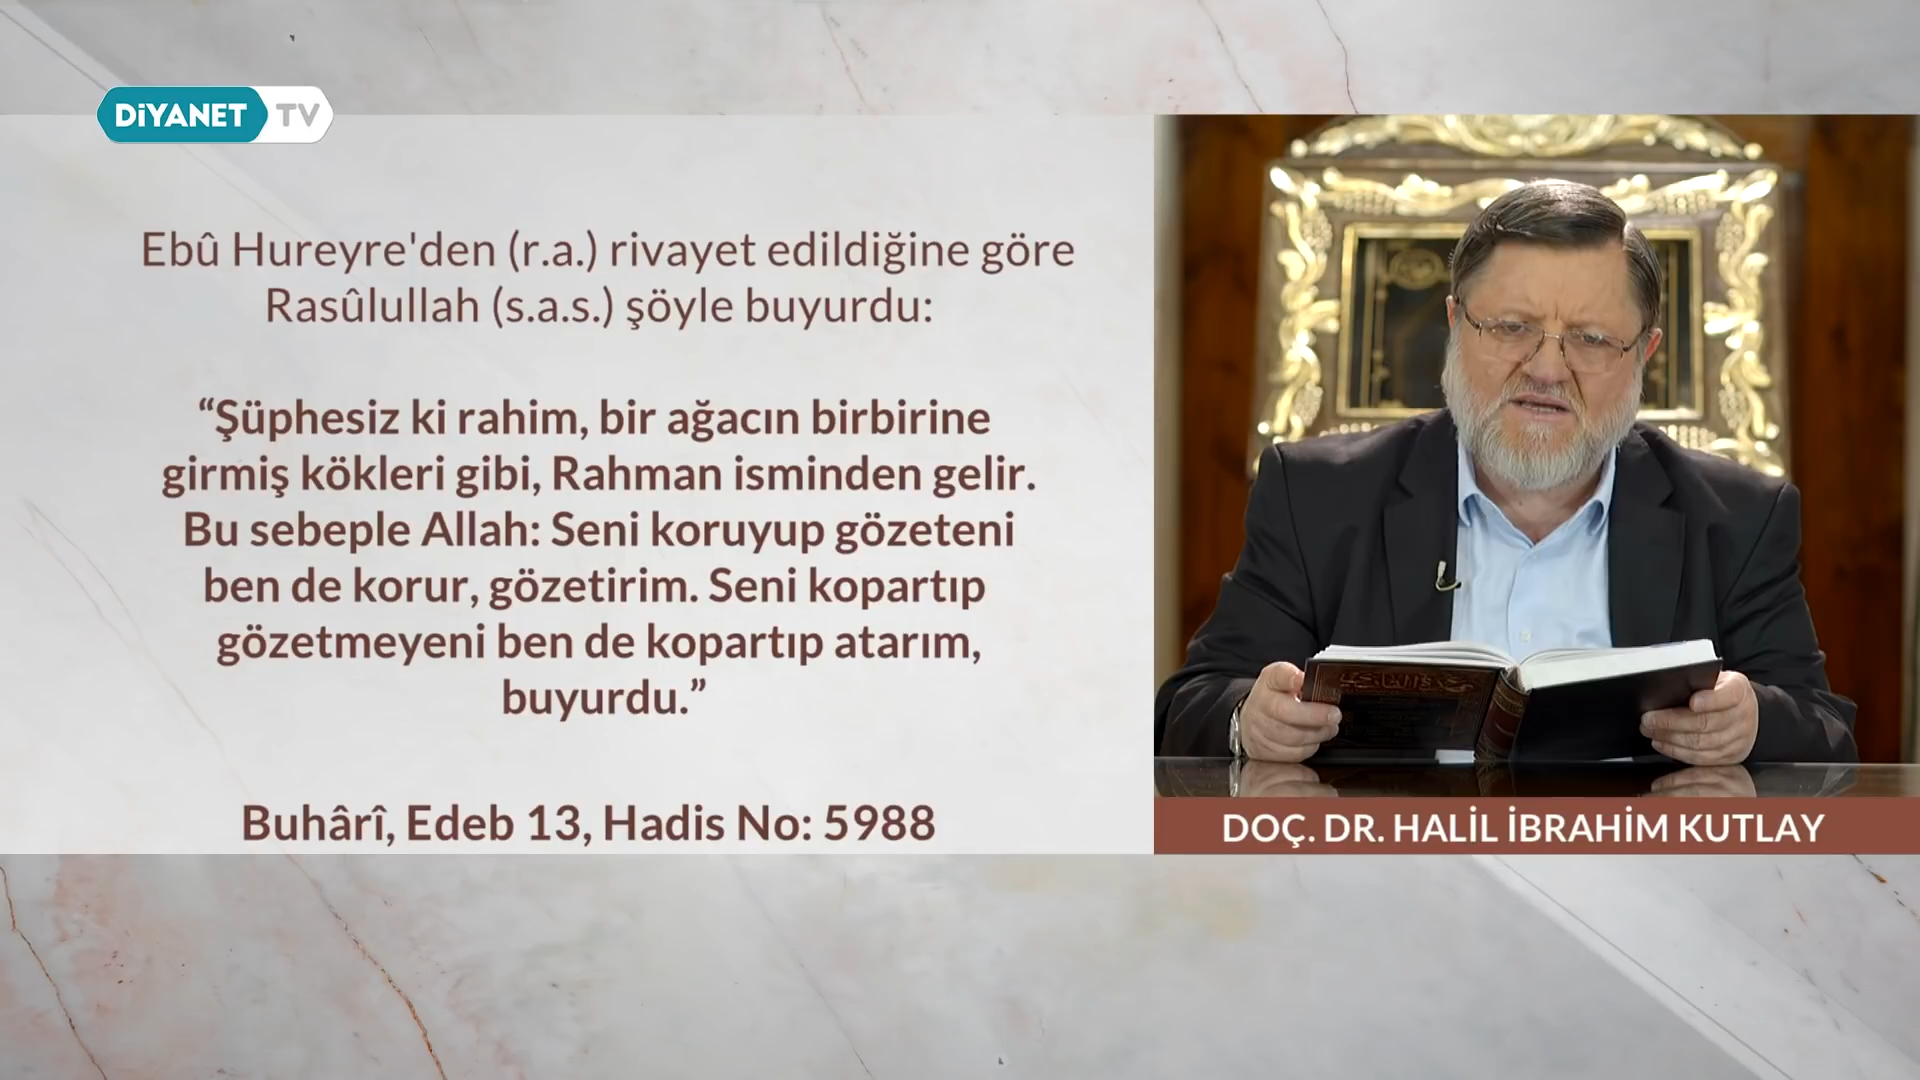 DİYANET TV
Ebû Hureyre'den (r.a.) rivayet edildiğine göre
Rasûlullah (s.a.s.) şöyle buyurdu:
“Şüphesiz ki rahim, bir ağacın birbirine
girmiş kökleri gibi, Rahman isminden gelir.
Bu sebeple Allah: Seni koruyup gözeteni
ben de korur, gözetirim. Seni kopartıp
gözetmeyeni ben de kopartıp atarım,
buyurdu.”
Buhârî, Edeb 13, Hadis No: 5988
DOÇ. DR. HALİL İBRAHİM KUTLAY